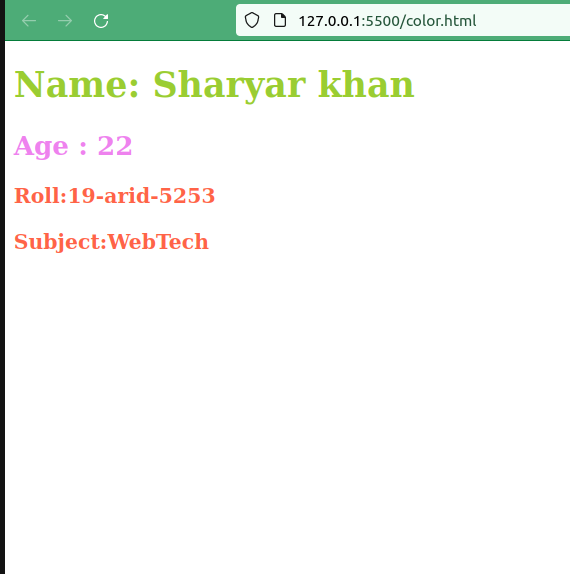 127.0.0.1:5500/color.html
Name: Sharyar khan
Age : 22
Roll:19-arid-5253
Subject:WebTech